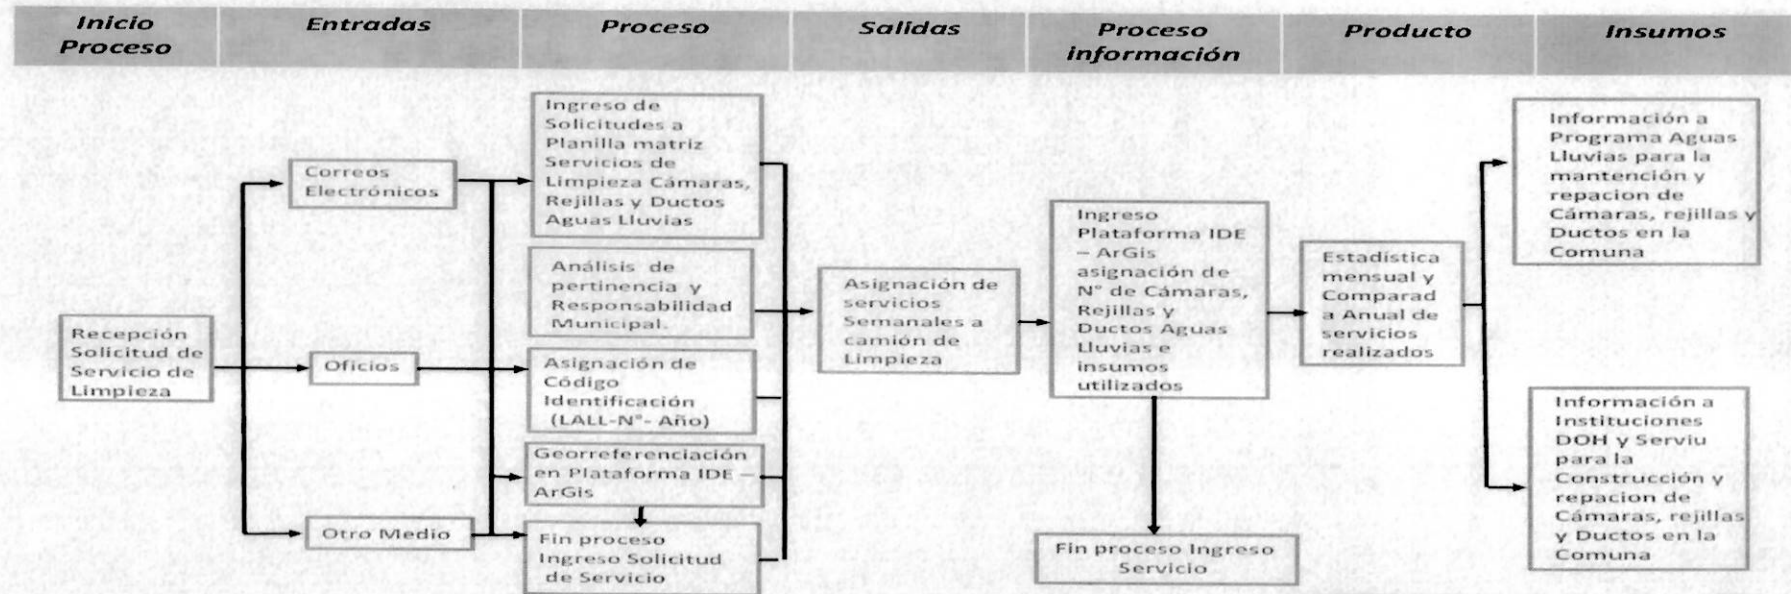 Inicio
Proceso
Entradas
Proceso
Salidas
Proceso
información
Producto
Insumos
Recepción
Solicitud de
Servicio de
Limpieza
Correos
Electrónicos
Oficios
Otro Medio
Ingreso de
Solicitudes a
Planilla matriz
Servicios de
Limpieza Cámaras,
Rejillas y Ductos
Aguas Lluvias
Análisis de
pertinencia y
Responsabilidad
Municipal.
Asignación de
Código
Identificación
(LALL-N°- Año)
Georreferenciación
en Plataforma IDE –
ArGis
Fin proceso
Ingreso Solicitud
de Servicio
Asignación de
servicios
Semanales a
camión de
Limpieza
Ingreso
Plataforma IDE
– ArGis
asignación de
N° de Cámaras,
Rejillas y
Ductos Aguas
Lluvias e
insumos
utilizados
Fin proceso Ingreso
Servicio
Estadística
mensual y
Comparad
a Anual de
servicios
realizados
Información a
Programa Aguas
Lluvias para la
mantención y
repacion de
Cámaras, rejillas y
Ductos en la
Comuna
Información a
Instituciones
DOH y Serviu
para la
Construcción y
repacion de
Cámaras, rejillas
y Ductos en la
Comuna